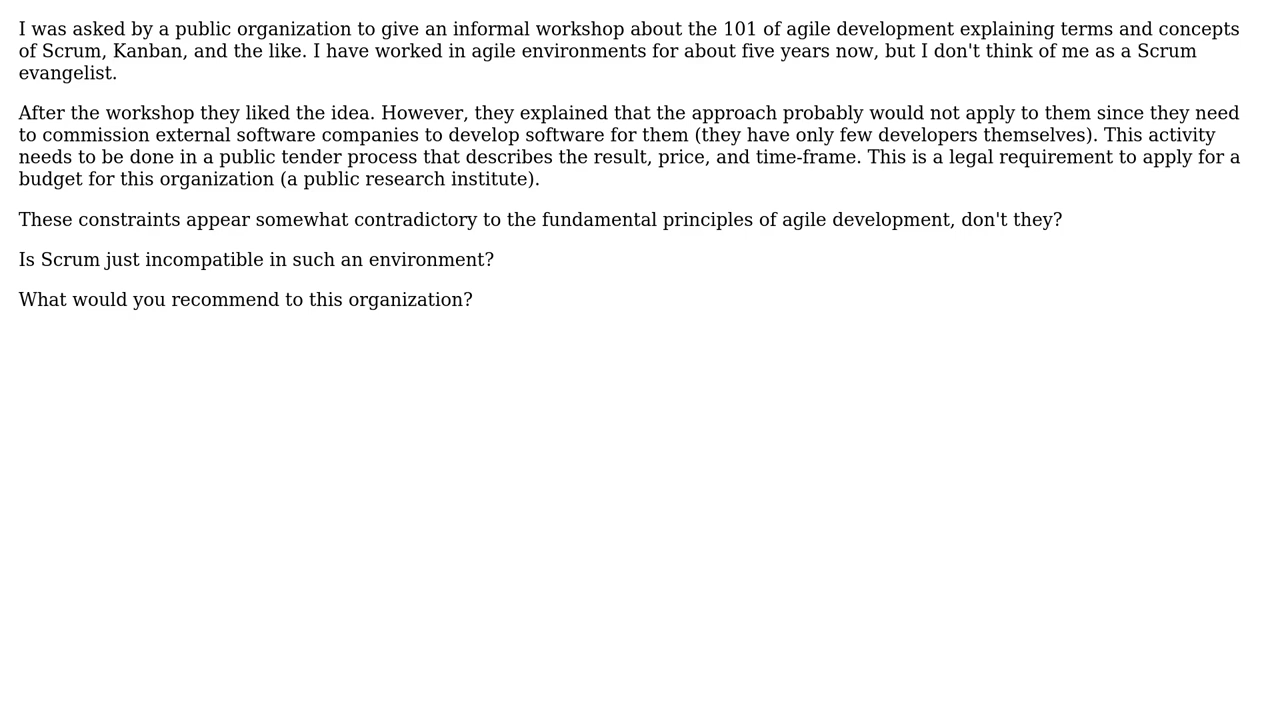 I was asked by a public organization to give an informal workshop about the 101 of agile development explaining terms and concepts
of Scrum, Kanban, and the like. I have worked in agile environments for about five years now, but I don't think of me as a Scrum
evangelist.
After the workshop they liked the idea. However, they explained that the approach probably would not apply to them since they need
to commission external software companies to develop software for them (they have only few developers themselves). This activity
needs to be done in a public tender process that describes the result, price, and time-frame. This is a legal requirement to apply for a
budget for this organization (a public research institute).
These constraints appear somewhat contradictory to the fundamental principles of agile development, don't they?
Is Scrum just incompatible in such an environment?
What would you recommend to this organization?